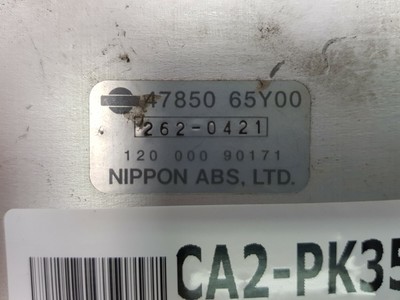 47850 65Y00
262-0421
120 000 90171
NIPPON ABS, LTD.
CA2-PK35